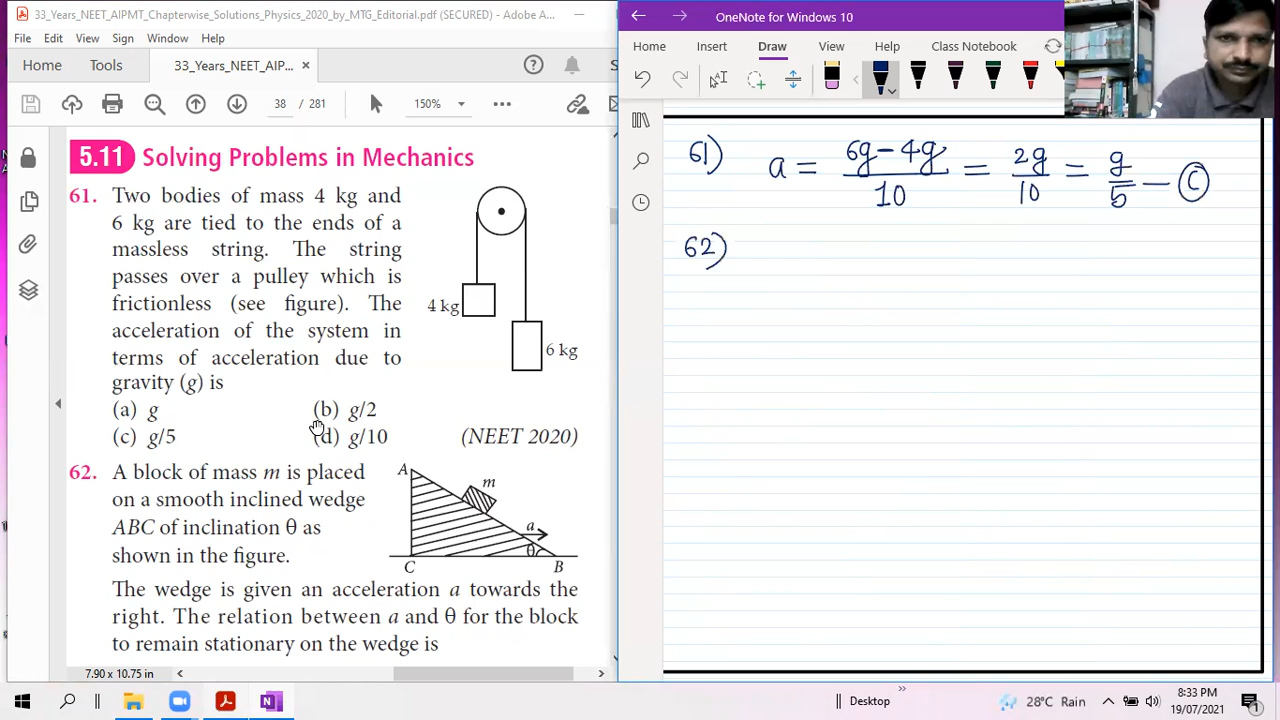 33_Years_NEET_AIPMT_Chapterwise_Solutions_Physics_2020_by_MTG_Editorial.pdf (SECURED) - Adobe A...
File Edit View Sign Window Help
Home Tools 33_Years_NEET_AIP... ×
38 / 281 150%
5.11 Solving Problems in Mechanics
61. Two bodies of mass 4 kg and
6 kg are tied to the ends of a
massless string. The string
passes over a pulley which is
frictionless (see figure). The
acceleration of the system in
terms of acceleration due to
gravity (g) is
4 kg
6 kg
(a) g (b) g/2
(c) g/5 (d) g/10 (NEET 2020)
62. A block of mass m is placed
on a smooth inclined wedge
ABC of inclination θ as
shown in the figure.
A
m
a
θ
C B
The wedge is given an acceleration a towards the
right. The relation between a and θ for the block
to remain stationary on the wedge is
7.90 x 10.75 in
OneNote for Windows 10
Home Insert Draw View Help Class Notebook
61) a = 6g-4g/10 = 2g/10 = g/5 — C
62)
Desktop
28°C Rain
8:33 PM
19/07/2021